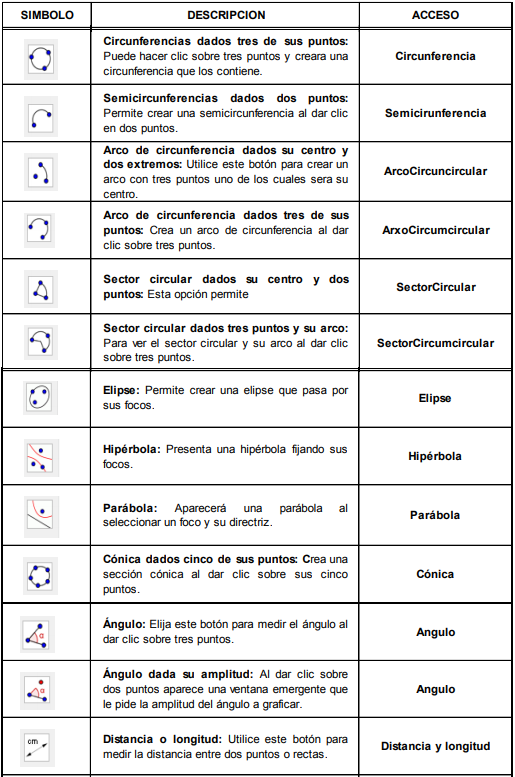 SIMBOLO DESCRIPCION ACCESO
Circunferencias dados tres de sus puntos:
Puede hacer clic sobre tres puntos y creara una
circunferencia que los contiene.
Circunferencia
Semicircunferencias dados dos puntos:
Permite crear una semicircunferencia al dar clic
en dos puntos.
Semicirunferencia
Arco de circunferencia dados su centro y
dos extremos: Utilice este botón para crear un
arco con tres puntos uno de los cuales sera su
centro.
ArcoCircuncircular
Arco de circunferencia dados tres de sus
puntos: Crea un arco de circunferencia al dar
clic sobre tres puntos.
ArxoCircumcircular
Sector circular dados su centro y dos
puntos: Esta opción permite
SectorCircular
Sector circular dados tres puntos y su arco:
Para ver el sector circular y su arco al dar clic
sobre tres puntos.
SectorCircumcircular
Elipse: Permite crear una elipse que pasa por
sus focos.
Elipse
Hipérbola: Presenta una hipérbola fijando sus
focos.
Hipérbola
Parábola: Aparecerá una parábola al
seleccionar un foco y su directriz.
Parábola
Cónica dados cinco de sus puntos: Crea una
sección cónica al dar clic sobre sus cinco
puntos.
Cónica
α
Ángulo: Elija este botón para medir el ángulo al
dar clic sobre tres puntos.
Angulo
α
Ángulo dada su amplitud: Al dar clic sobre
dos puntos aparece una ventana emergente que
le pide la amplitud del ángulo a graficar.
Angulo
cm
Distancia o longitud: Utilice este botón para
medir la distancia entre dos puntos o rectas.
Distancia y longitud